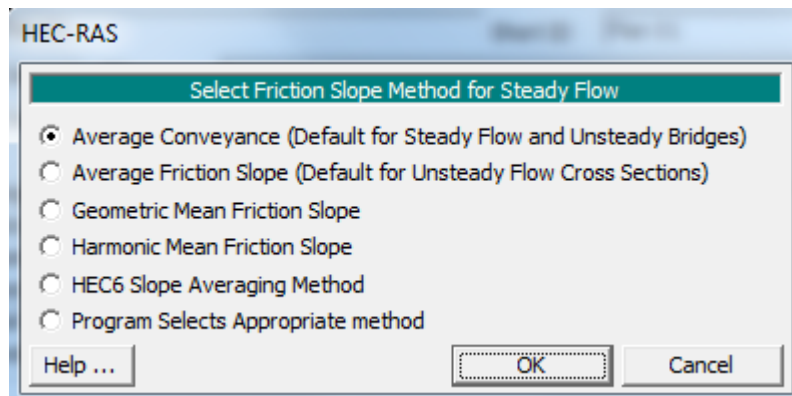 HEC-RAS
Select Friction Slope Method for Steady Flow
Average Conveyance (Default for Steady Flow and Unsteady Bridges)
Average Friction Slope (Default for Unsteady Flow Cross Sections)
Geometric Mean Friction Slope
Harmonic Mean Friction Slope
HEC6 Slope Averaging Method
Program Selects Appropriate method
Help ... OK Cancel